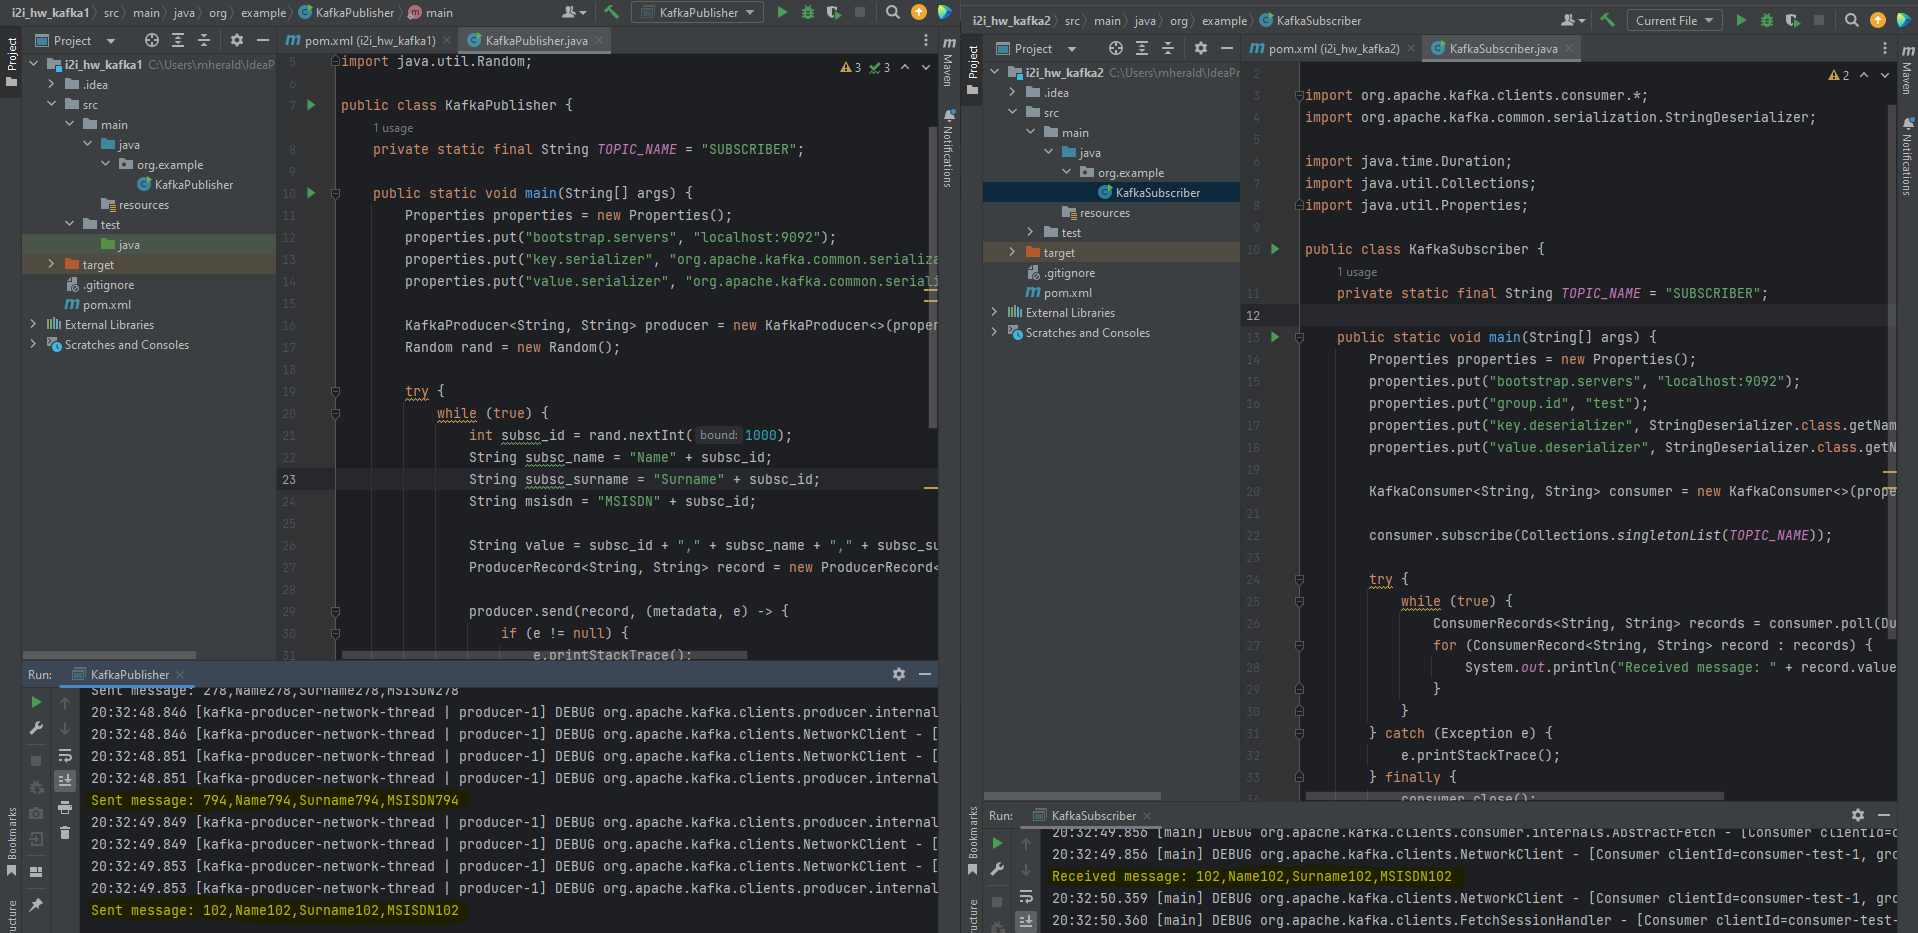 i2i_hw_kafka1 src main java org example KafkaPublisher main
KafkaPublisher
Project
i2i_hw_kafka1 C:\Users\mherald\IdeaP
.idea
src
main
java
org.example
KafkaPublisher
resources
test
java
target
.gitignore
pom.xml
External Libraries
Scratches and Consoles
Project
Bookmarks
ucture
pom.xml (i2i_hw_kafka1)
KafkaPublisher.java
3 3
Maven
Notifications
5 import java.util.Random;
7 public class KafkaPublisher {
1 usage
8 private static final String TOPIC_NAME = "SUBSCRIBER";
9
10 public static void main(String[] args) {
11 Properties properties = new Properties();
12 properties.put("bootstrap.servers", "localhost:9092");
13 properties.put("key.serializer", "org.apache.kafka.common.serializa
14 properties.put("value.serializer", "org.apache.kafka.common.seriali
15
16 KafkaProducer<String, String> producer = new KafkaProducer<>(proper
17 Random rand = new Random();
18
19 try {
20 while (true) {
21 int subsc_id = rand.nextInt( bound: 1000);
22 String subsc_name = "Name" + subsc_id;
23 String subsc_surname = "Surname" + subsc_id;
24 String msisdn = "MSISDN" + subsc_id;
25
26 String value = subsc_id + "," + subsc_name + "," + subsc_su
27 ProducerRecord<String, String> record = new ProducerRecord<
28
29 producer.send(record, (metadata, e) -> {
30 if (e != null) {
31 e.printStackTrace();
Run: KafkaPublisher
Sent message: 278,Name278,Surname278,MSISDN278
20:32:48.846 [kafka-producer-network-thread | producer-1] DEBUG org.apache.kafka.clients.producer.internal
20:32:48.846 [kafka-producer-network-thread | producer-1] DEBUG org.apache.kafka.clients.NetworkClient - [
20:32:48.851 [kafka-producer-network-thread | producer-1] DEBUG org.apache.kafka.clients.NetworkClient - [
20:32:48.851 [kafka-producer-network-thread | producer-1] DEBUG org.apache.kafka.clients.producer.internal
Sent message: 794,Name794,Surname794,MSISDN794
20:32:49.849 [kafka-producer-network-thread | producer-1] DEBUG org.apache.kafka.clients.producer.internal
20:32:49.849 [kafka-producer-network-thread | producer-1] DEBUG org.apache.kafka.clients.NetworkClient - [
20:32:49.853 [kafka-producer-network-thread | producer-1] DEBUG org.apache.kafka.clients.NetworkClient - [
20:32:49.853 [kafka-producer-network-thread | producer-1] DEBUG org.apache.kafka.clients.producer.internal
Sent message: 102,Name102,Surname102,MSISDN102
i2i_hw_kafka2 src main java org example KafkaSubscriber
Current File
Project
i2i_hw_kafka2 C:\Users\mherald\IdeaPr
.idea
src
main
java
org.example
KafkaSubscriber
resources
test
target
.gitignore
pom.xml
External Libraries
Scratches and Consoles
Project
Bookmarks
ructure
pom.xml (i2i_hw_kafka2)
KafkaSubscriber.java
2
Maven
Notifications
2
3 import org.apache.kafka.clients.consumer.*;
4 import org.apache.kafka.common.serialization.StringDeserializer;
5
6 import java.time.Duration;
7 import java.util.Collections;
8 import java.util.Properties;
9
10 public class KafkaSubscriber {
1 usage
11 private static final String TOPIC_NAME = "SUBSCRIBER";
12
13 public static void main(String[] args) {
14 Properties properties = new Properties();
15 properties.put("bootstrap.servers", "localhost:9092");
16 properties.put("group.id", "test");
17 properties.put("key.deserializer", StringDeserializer.class.getNam
18 properties.put("value.deserializer", StringDeserializer.class.getN
19
20 KafkaConsumer<String, String> consumer = new KafkaConsumer<>(prope
21
22 consumer.subscribe(Collections.singletonList(TOPIC_NAME));
23
24 try {
25 while (true) {
26 ConsumerRecords<String, String> records = consumer.poll(Du
27 for (ConsumerRecord<String, String> record : records) {
28 System.out.println("Received message: " + record.value
29 }
30 }
31 } catch (Exception e) {
32 e.printStackTrace();
33 } finally {
34 consumer.close();
Run: KafkaSubscriber
20:32:49.856 [main] DEBUG org.apache.kafka.clients.consumer.internals.AbstractFetch - [Consumer clientId=c
20:32:49.856 [main] DEBUG org.apache.kafka.clients.NetworkClient - [Consumer clientId=consumer-test-1, gro
Received message: 102,Name102,Surname102,MSISDN102
20:32:50.359 [main] DEBUG org.apache.kafka.clients.NetworkClient - [Consumer clientId=consumer-test-1, gro
20:32:50.360 [main] DEBUG org.apache.kafka.clients.FetchSessionHandler - [Consumer clientId=consumer-test-